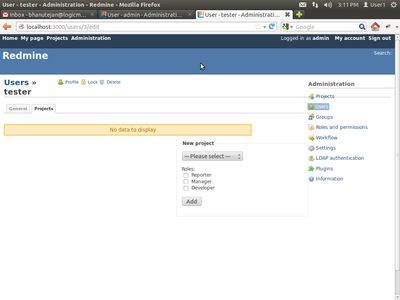 User - tester - Administration - Redmine - Mozilla Firefox
3:11 PM
User1
Inbox - bhanutejan@logicm...
User - admin - Administrati...
User - tester - Administrati...
localhost:3000/users/3/edit
Google
Home My page Projects Administration
Logged in as admin My account Sign out
Redmine
Search:
Users »
tester
Profile Lock Delete
General Projects
No data to display
New project
--- Please select ---
Roles:
Reporter
Manager
Developer
Add
Administration
Projects
Users
Groups
Roles and permissions
Workflow
Settings
LDAP authentication
Plugins
Information